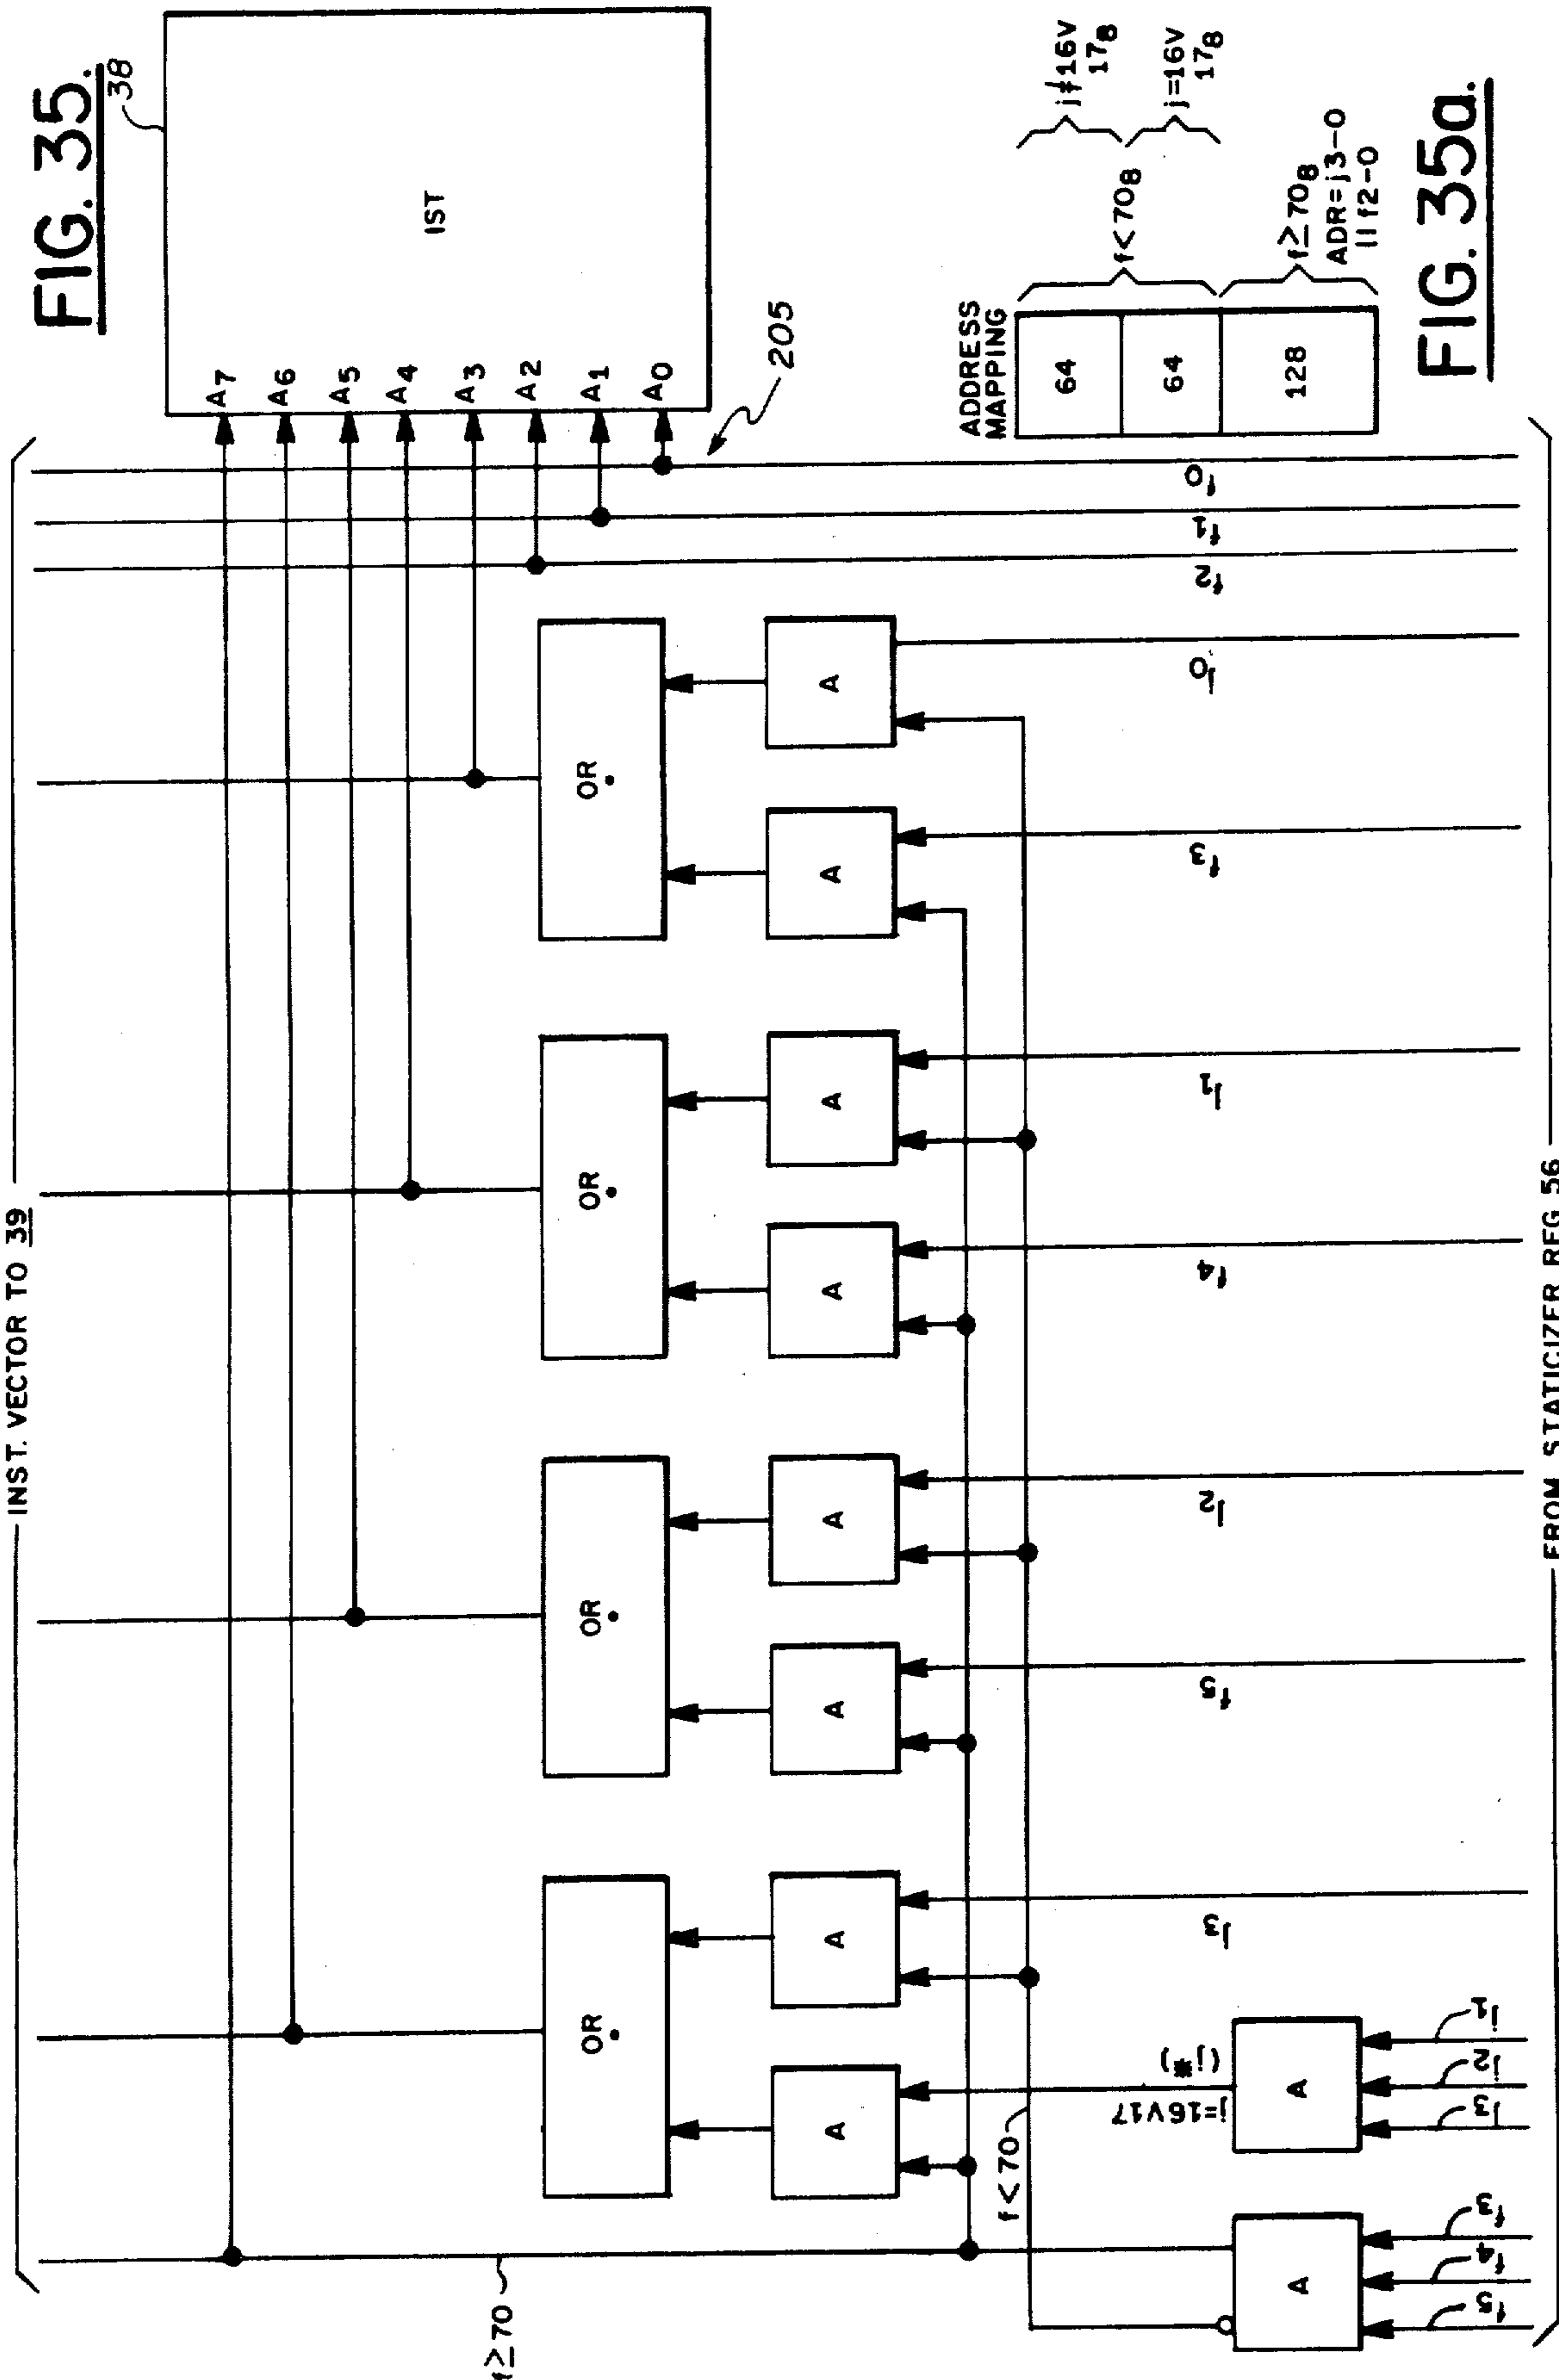 FIG. 35.
38
IST
A7
A6
A5
A4
A3
A2
A1
A0
205
INST. VECTOR TO 39
OR
OR
OR
OR
A
A
A
A
A
A
A
A
A
A
f≥70
f<70
j=16V17
(j*)
f5
f4
f3
j3
j2
j1
j3
f5
j2
f4
j1
f3
j0
f2
f1
f0
FROM STATICIZER REG 56
ADDRESS
MAPPING
64
64
128
f<708
j≠16V
178
j=16V
178
f≥708
ADR=j3-0
11f2-0
FIG. 35a.